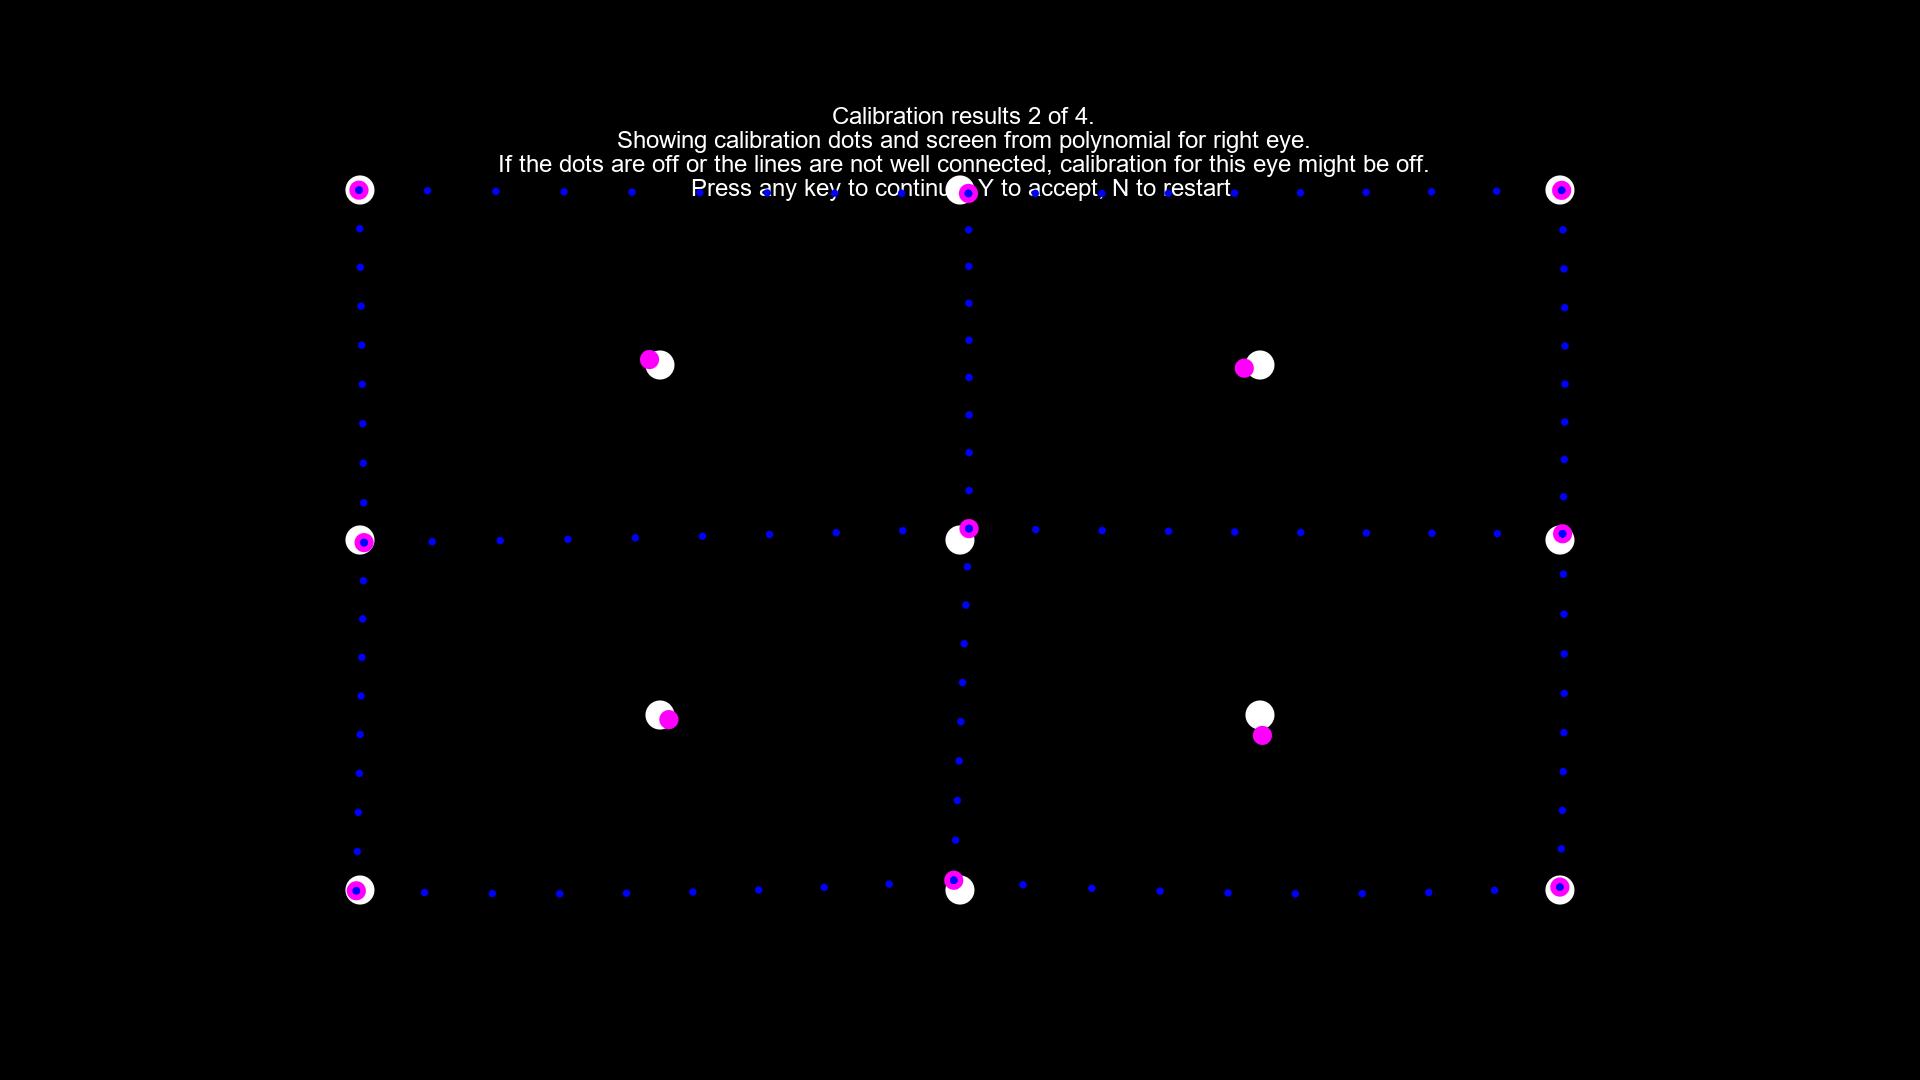 Calibration results 2 of 4.
Showing calibration dots and screen from polynomial for right eye.
If the dots are off or the lines are not well connected, calibration for this eye might be off.
Press any key to continue, Y to accept, N to restart